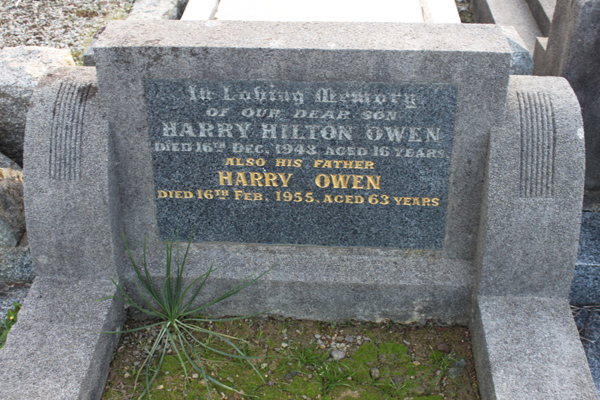 In Loving Memory
OF OUR DEAR SON
HARRY HILTON OWEN
DIED 16TH DEC. 1943 AGED 16 YEARS.
ALSO HIS FATHER
HARRY OWEN
DIED 16TH FEB. 1955. AGED 63 YEARS